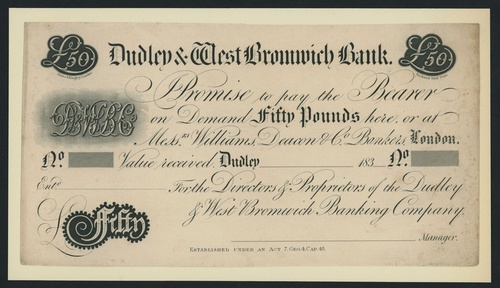 £50 Dudley & West Bromwich Bank. £50
I Promise to pay the Bearer
on Demand Fifty Pounds here, or at
Mess.rs Williams, Deacon & Co. Bankers, London.
No. Value received, Dudley 183 No.
Entd. For the Directors & Proprietors of the Dudley
& West Bromwich Banking Company.
£ Fifty
Manager.
Established under an Act 7, Geo. 4, Cap. 46.